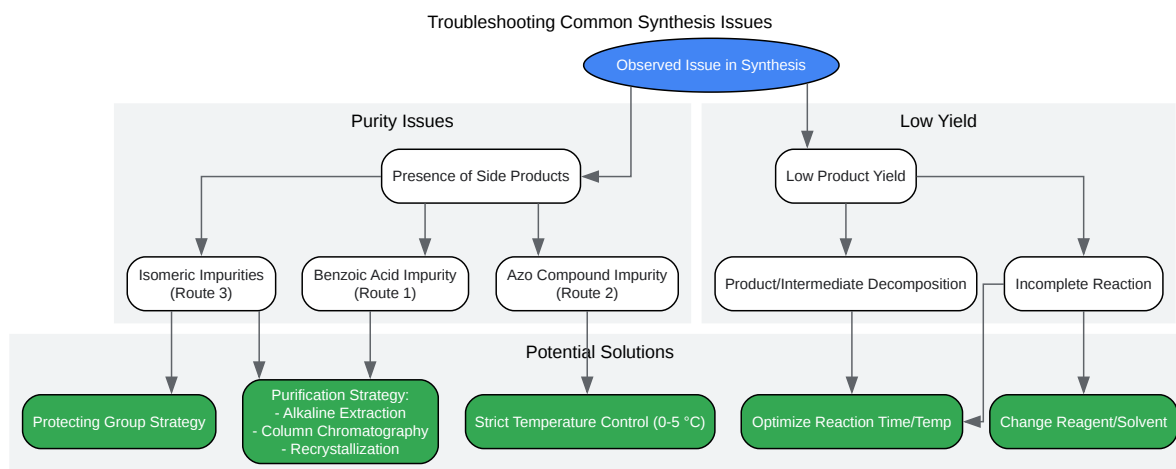 Troubleshooting Common Synthesis Issues
Observed Issue in Synthesis
Purity Issues
Low Yield
Presence of Side Products
Low Product Yield
Isomeric Impurities
(Route 3)
Benzoic Acid Impurity
(Route 1)
Azo Compound Impurity
(Route 2)
Product/Intermediate Decomposition
Incomplete Reaction
Potential Solutions
Protecting Group Strategy
Purification Strategy:
- Alkaline Extraction
- Column Chromatography
- Recrystallization
Strict Temperature Control (0-5 °C)
Optimize Reaction Time/Temp
Change Reagent/Solvent